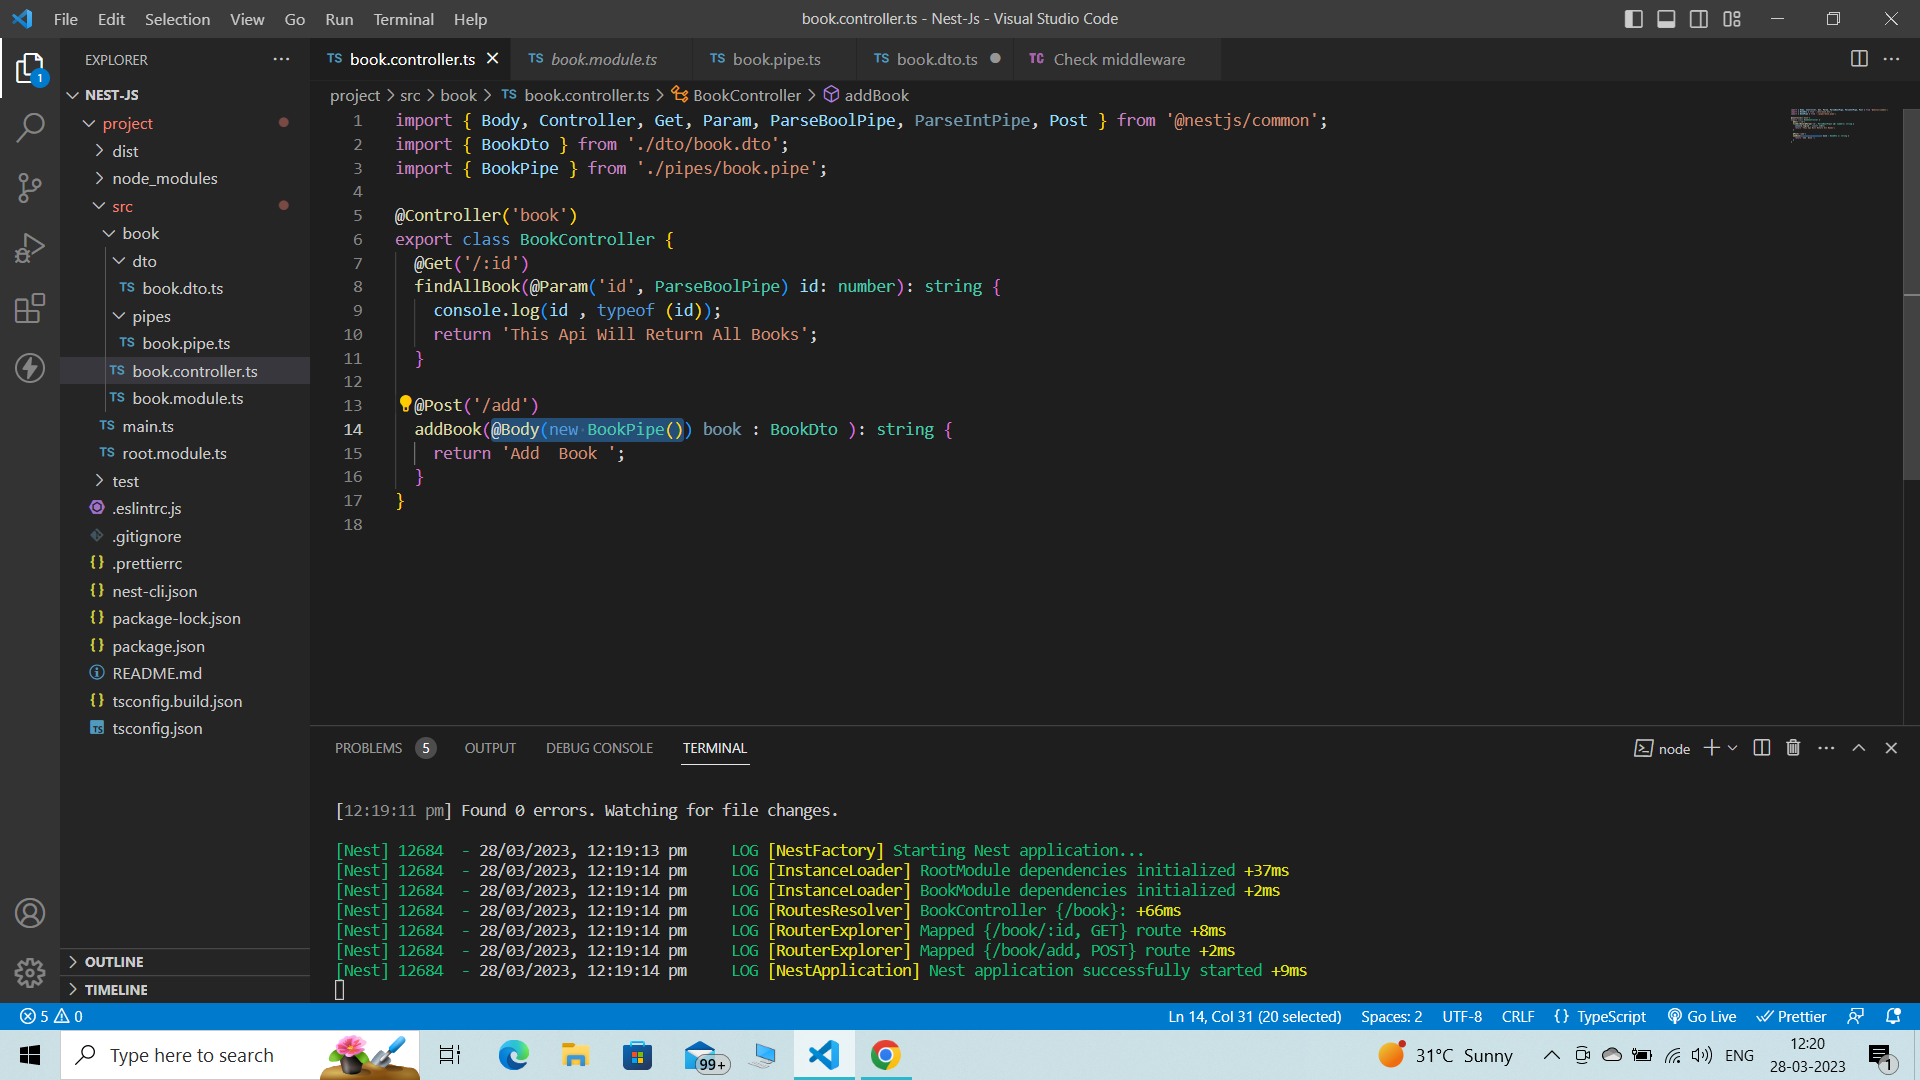 File Edit Selection View Go Run Terminal Help
book.controller.ts - Nest-Js - Visual Studio Code
EXPLORER
TS book.controller.ts
TS book.module.ts
TS book.pipe.ts
TS book.dto.ts
TC Check middleware
1
NEST-JS
project
dist
node_modules
src
book
dto
TS book.dto.ts
pipes
TS book.pipe.ts
TS book.controller.ts
TS book.module.ts
TS main.ts
TS root.module.ts
test
.eslintrc.js
.gitignore
{} .prettierrc
{} nest-cli.json
{} package-lock.json
{} package.json
README.md
{} tsconfig.build.json
TS tsconfig.json
OUTLINE
TIMELINE
project > src > book > TS book.controller.ts > BookController > addBook
1 import { Body, Controller, Get, Param, ParseBoolPipe, ParseIntPipe, Post } from '@nestjs/common';
2 import { BookDto } from './dto/book.dto';
3 import { BookPipe } from './pipes/book.pipe';
4
5 @Controller('book')
6 export class BookController {
7 @Get('/:id')
8 findAllBook(@Param('id', ParseBoolPipe) id: number): string {
9 console.log(id , typeof (id));
10 return 'This Api Will Return All Books';
11 }
12
13 @Post('/add')
14 addBook(@Body(new·BookPipe()) book : BookDto ): string {
15 return 'Add  Book ';
16 }
17 }
18
PROBLEMS 5 OUTPUT DEBUG CONSOLE TERMINAL
node
[12:19:11 pm] Found 0 errors. Watching for file changes.
[Nest] 12684  - 28/03/2023, 12:19:13 pm     LOG [NestFactory] Starting Nest application...
[Nest] 12684  - 28/03/2023, 12:19:14 pm     LOG [InstanceLoader] RootModule dependencies initialized +37ms
[Nest] 12684  - 28/03/2023, 12:19:14 pm     LOG [InstanceLoader] BookModule dependencies initialized +2ms
[Nest] 12684  - 28/03/2023, 12:19:14 pm     LOG [RoutesResolver] BookController {/book}: +66ms
[Nest] 12684  - 28/03/2023, 12:19:14 pm     LOG [RouterExplorer] Mapped {/book/:id, GET} route +8ms
[Nest] 12684  - 28/03/2023, 12:19:14 pm     LOG [RouterExplorer] Mapped {/book/add, POST} route +2ms
[Nest] 12684  - 28/03/2023, 12:19:14 pm     LOG [NestApplication] Nest application successfully started +9ms
5 0
Ln 14, Col 31 (20 selected) Spaces: 2 UTF-8 CRLF {} TypeScript Go Live Prettier
Type here to search
99+
31°C Sunny
ENG
12:20
28-03-2023
1